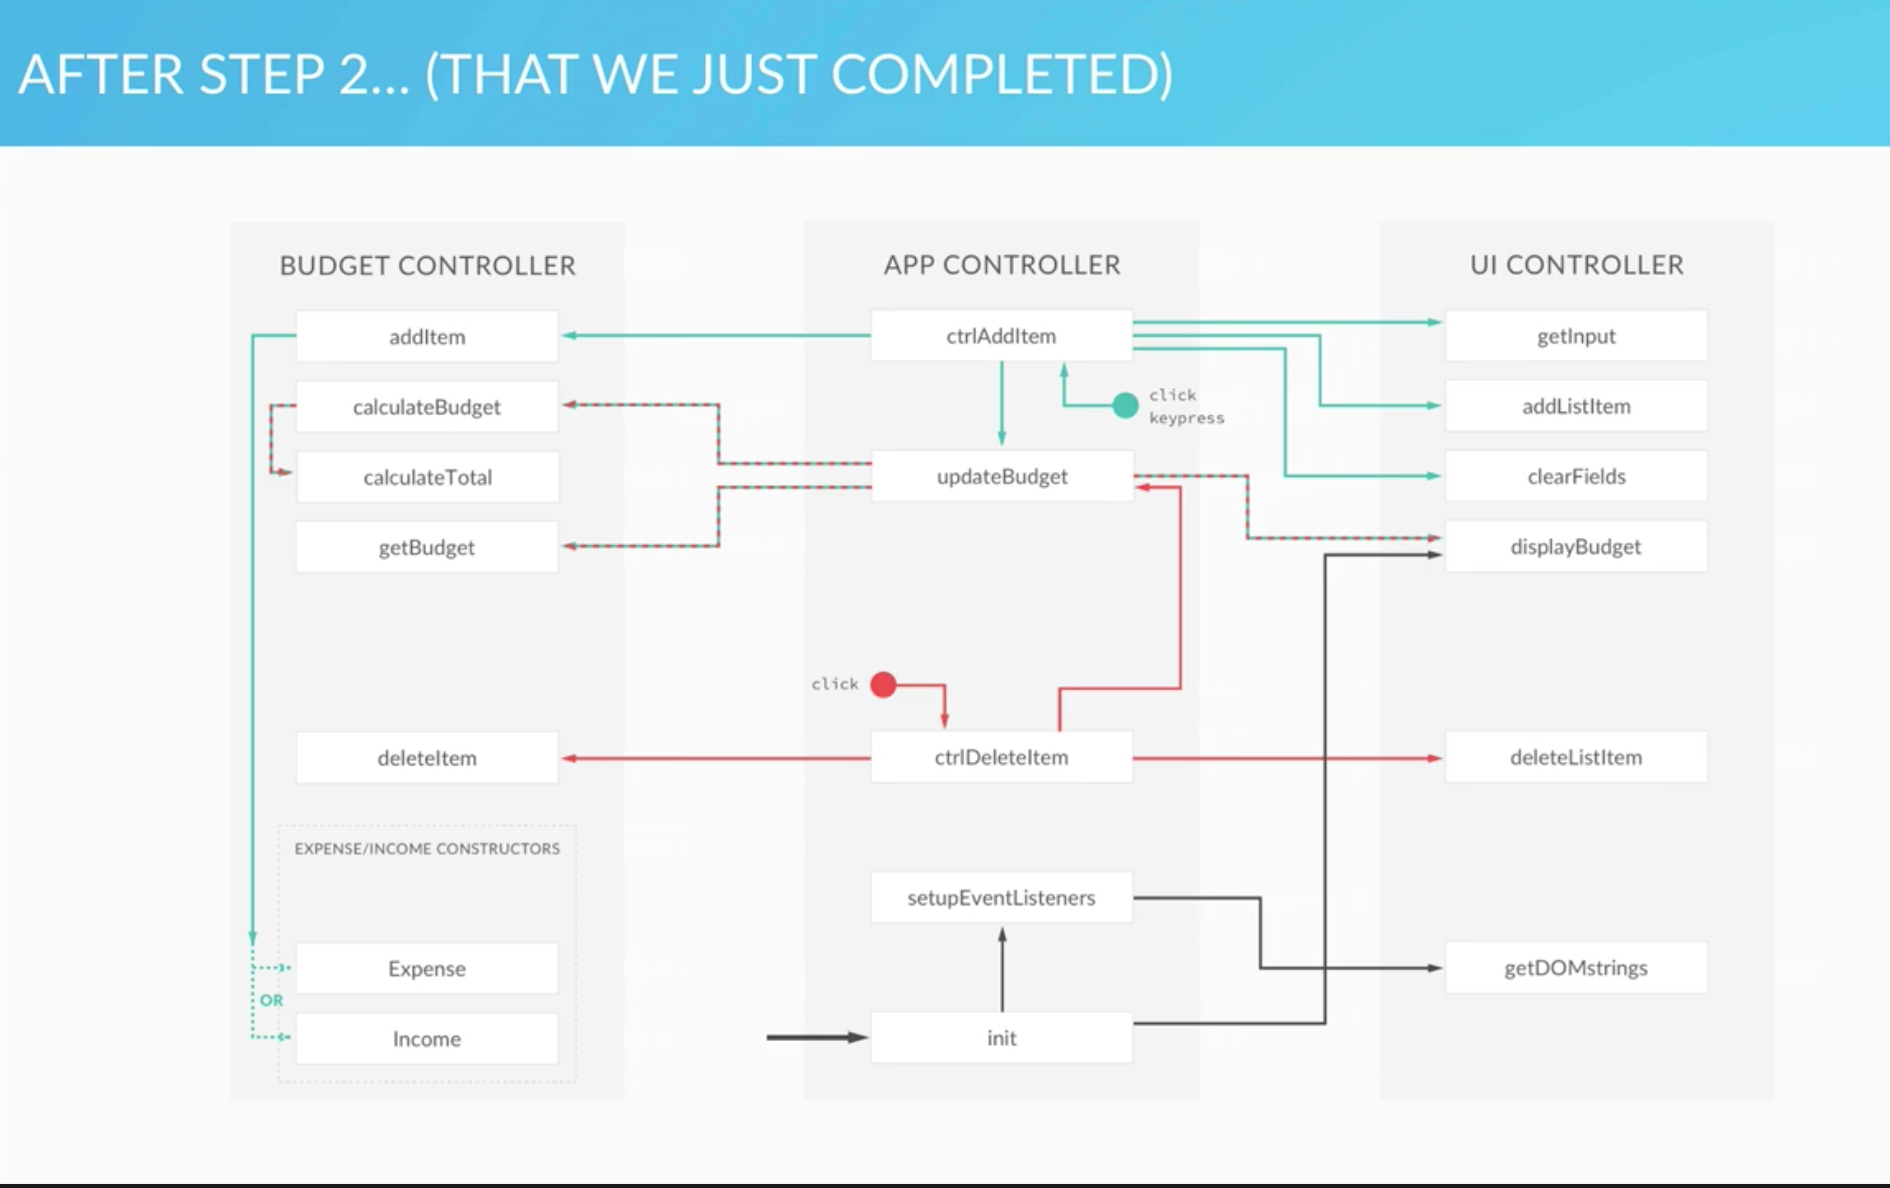 AFTER STEP 2... (THAT WE JUST COMPLETED)
BUDGET CONTROLLER
addItem
calculateBudget
calculateTotal
getBudget
deleteItem
EXPENSE/INCOME CONSTRUCTORS
Expense
OR
Income
APP CONTROLLER
ctrlAddItem
click
keypress
updateBudget
click
ctrlDeleteItem
setupEventListeners
init
UI CONTROLLER
getInput
addListItem
clearFields
displayBudget
deleteListItem
getDOMstrings